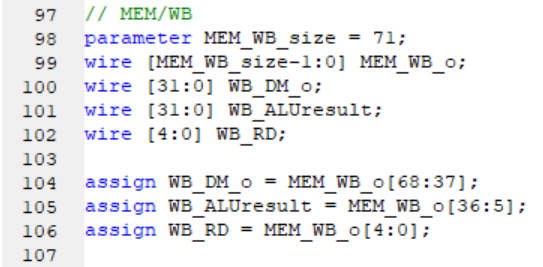 97 // MEM/WB
98 parameter MEM_WB_size = 71;
99 wire [MEM_WB_size-1:0] MEM_WB_o;
100 wire [31:0] WB_DM_o;
101 wire [31:0] WB_ALUresult;
102 wire [4:0] WB_RD;
103
104 assign WB_DM_o = MEM_WB_o[68:37];
105 assign WB_ALUresult = MEM_WB_o[36:5];
106 assign WB_RD = MEM_WB_o[4:0];
107